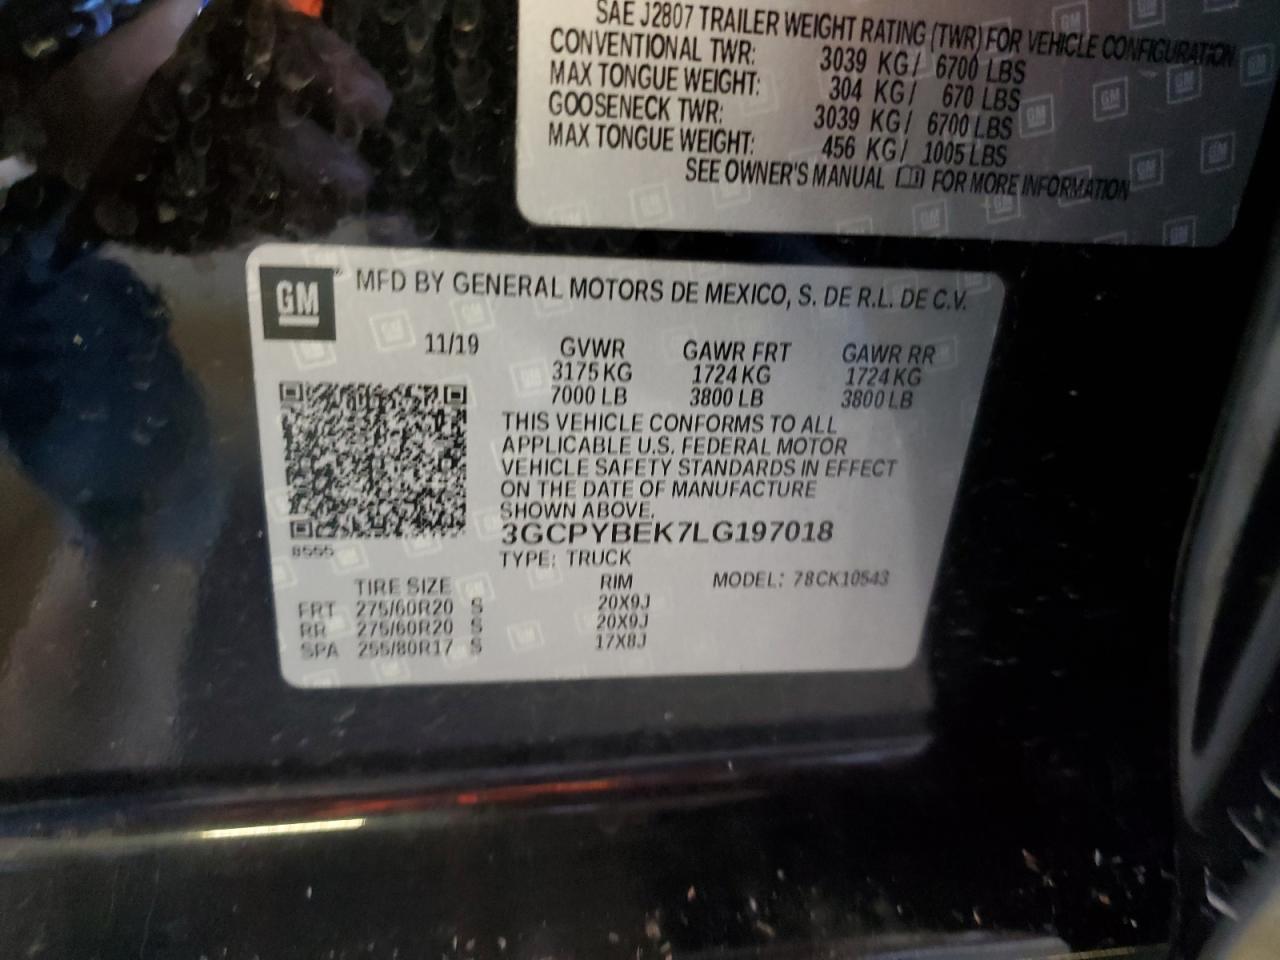 SAE J2807 TRAILER WEIGHT RATING (TWR) FOR VEHICLE CONFIGURATION
CONVENTIONAL TWR: 3039 KG/ 6700 LBS
MAX TONGUE WEIGHT: 304 KG/ 670 LBS
GOOSENECK TWR: 3039 KG/ 6700 LBS
MAX TONGUE WEIGHT: 456 KG/ 1005 LBS
SEE OWNER'S MANUAL FOR MORE INFORMATION
GM ® MFD BY GENERAL MOTORS DE MEXICO, S. DE R.L. DE C.V.
11/19 GVWR GAWR FRT GAWR RR
3175 KG 1724 KG 1724 KG
7000 LB 3800 LB 3800 LB
THIS VEHICLE CONFORMS TO ALL
APPLICABLE U.S. FEDERAL MOTOR
VEHICLE SAFETY STANDARDS IN EFFECT
ON THE DATE OF MANUFACTURE
SHOWN ABOVE.
3GCPYBEK7LG197018
8555
TYPE: TRUCK
TIRE SIZE RIM MODEL: 78CK10543
FRT 275/60R20 S 20X9J
RR 275/60R20 S 20X9J
SPA 255/80R17 S 17X8J